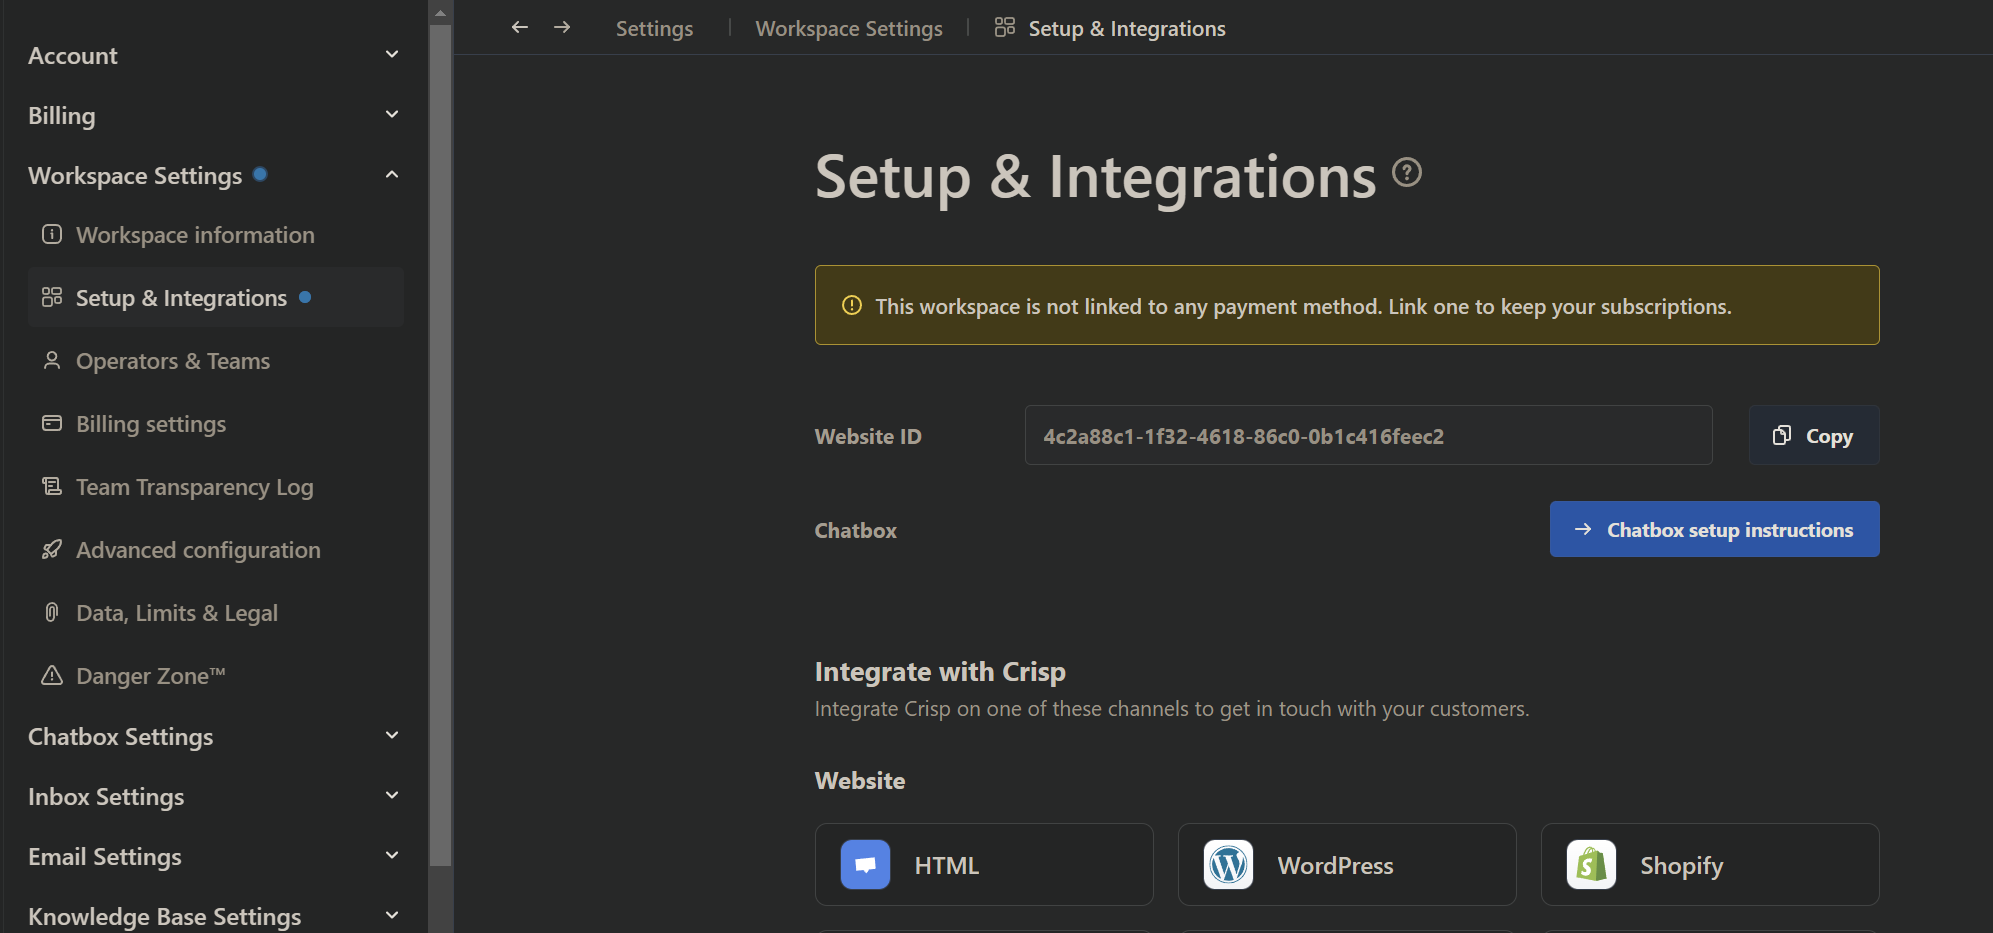 Account
Billing
Workspace Settings
Workspace information
Setup & Integrations
Operators & Teams
Billing settings
Team Transparency Log
Advanced configuration
Data, Limits & Legal
Danger Zone™
Chatbox Settings
Inbox Settings
Email Settings
Knowledge Base Settings
Settings | Workspace Settings | Setup & Integrations
Setup & Integrations
This workspace is not linked to any payment method. Link one to keep your subscriptions.
Website ID 4c2a88c1-1f32-4618-86c0-0b1c416feec2 Copy
Chatbox Chatbox setup instructions
Integrate with Crisp
Integrate Crisp on one of these channels to get in touch with your customers.
Website
HTML WordPress Shopify